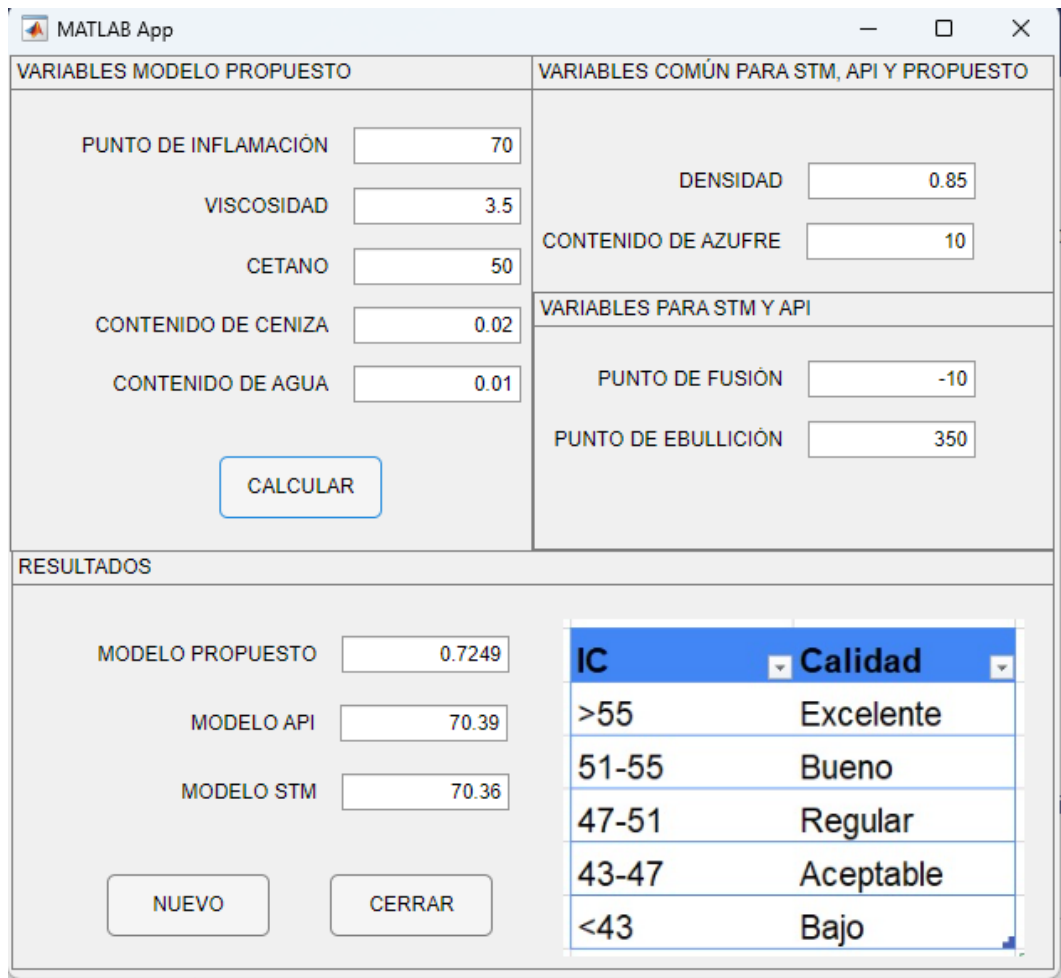 MATLAB App
VARIABLES MODELO PROPUESTO
PUNTO DE INFLAMACIÓN 70
VISCOSIDAD 3.5
CETANO 50
CONTENIDO DE CENIZA 0.02
CONTENIDO DE AGUA 0.01
CALCULAR
VARIABLES COMÚN PARA STM, API Y PROPUESTO
DENSIDAD 0.85
CONTENIDO DE AZUFRE 10
VARIABLES PARA STM Y API
PUNTO DE FUSIÓN -10
PUNTO DE EBULLICIÓN 350
RESULTADOS
MODELO PROPUESTO 0.7249
MODELO API 70.39
MODELO STM 70.36
NUEVO CERRAR
IC Calidad
>55 Excelente
51-55 Bueno
47-51 Regular
43-47 Aceptable
<43 Bajo